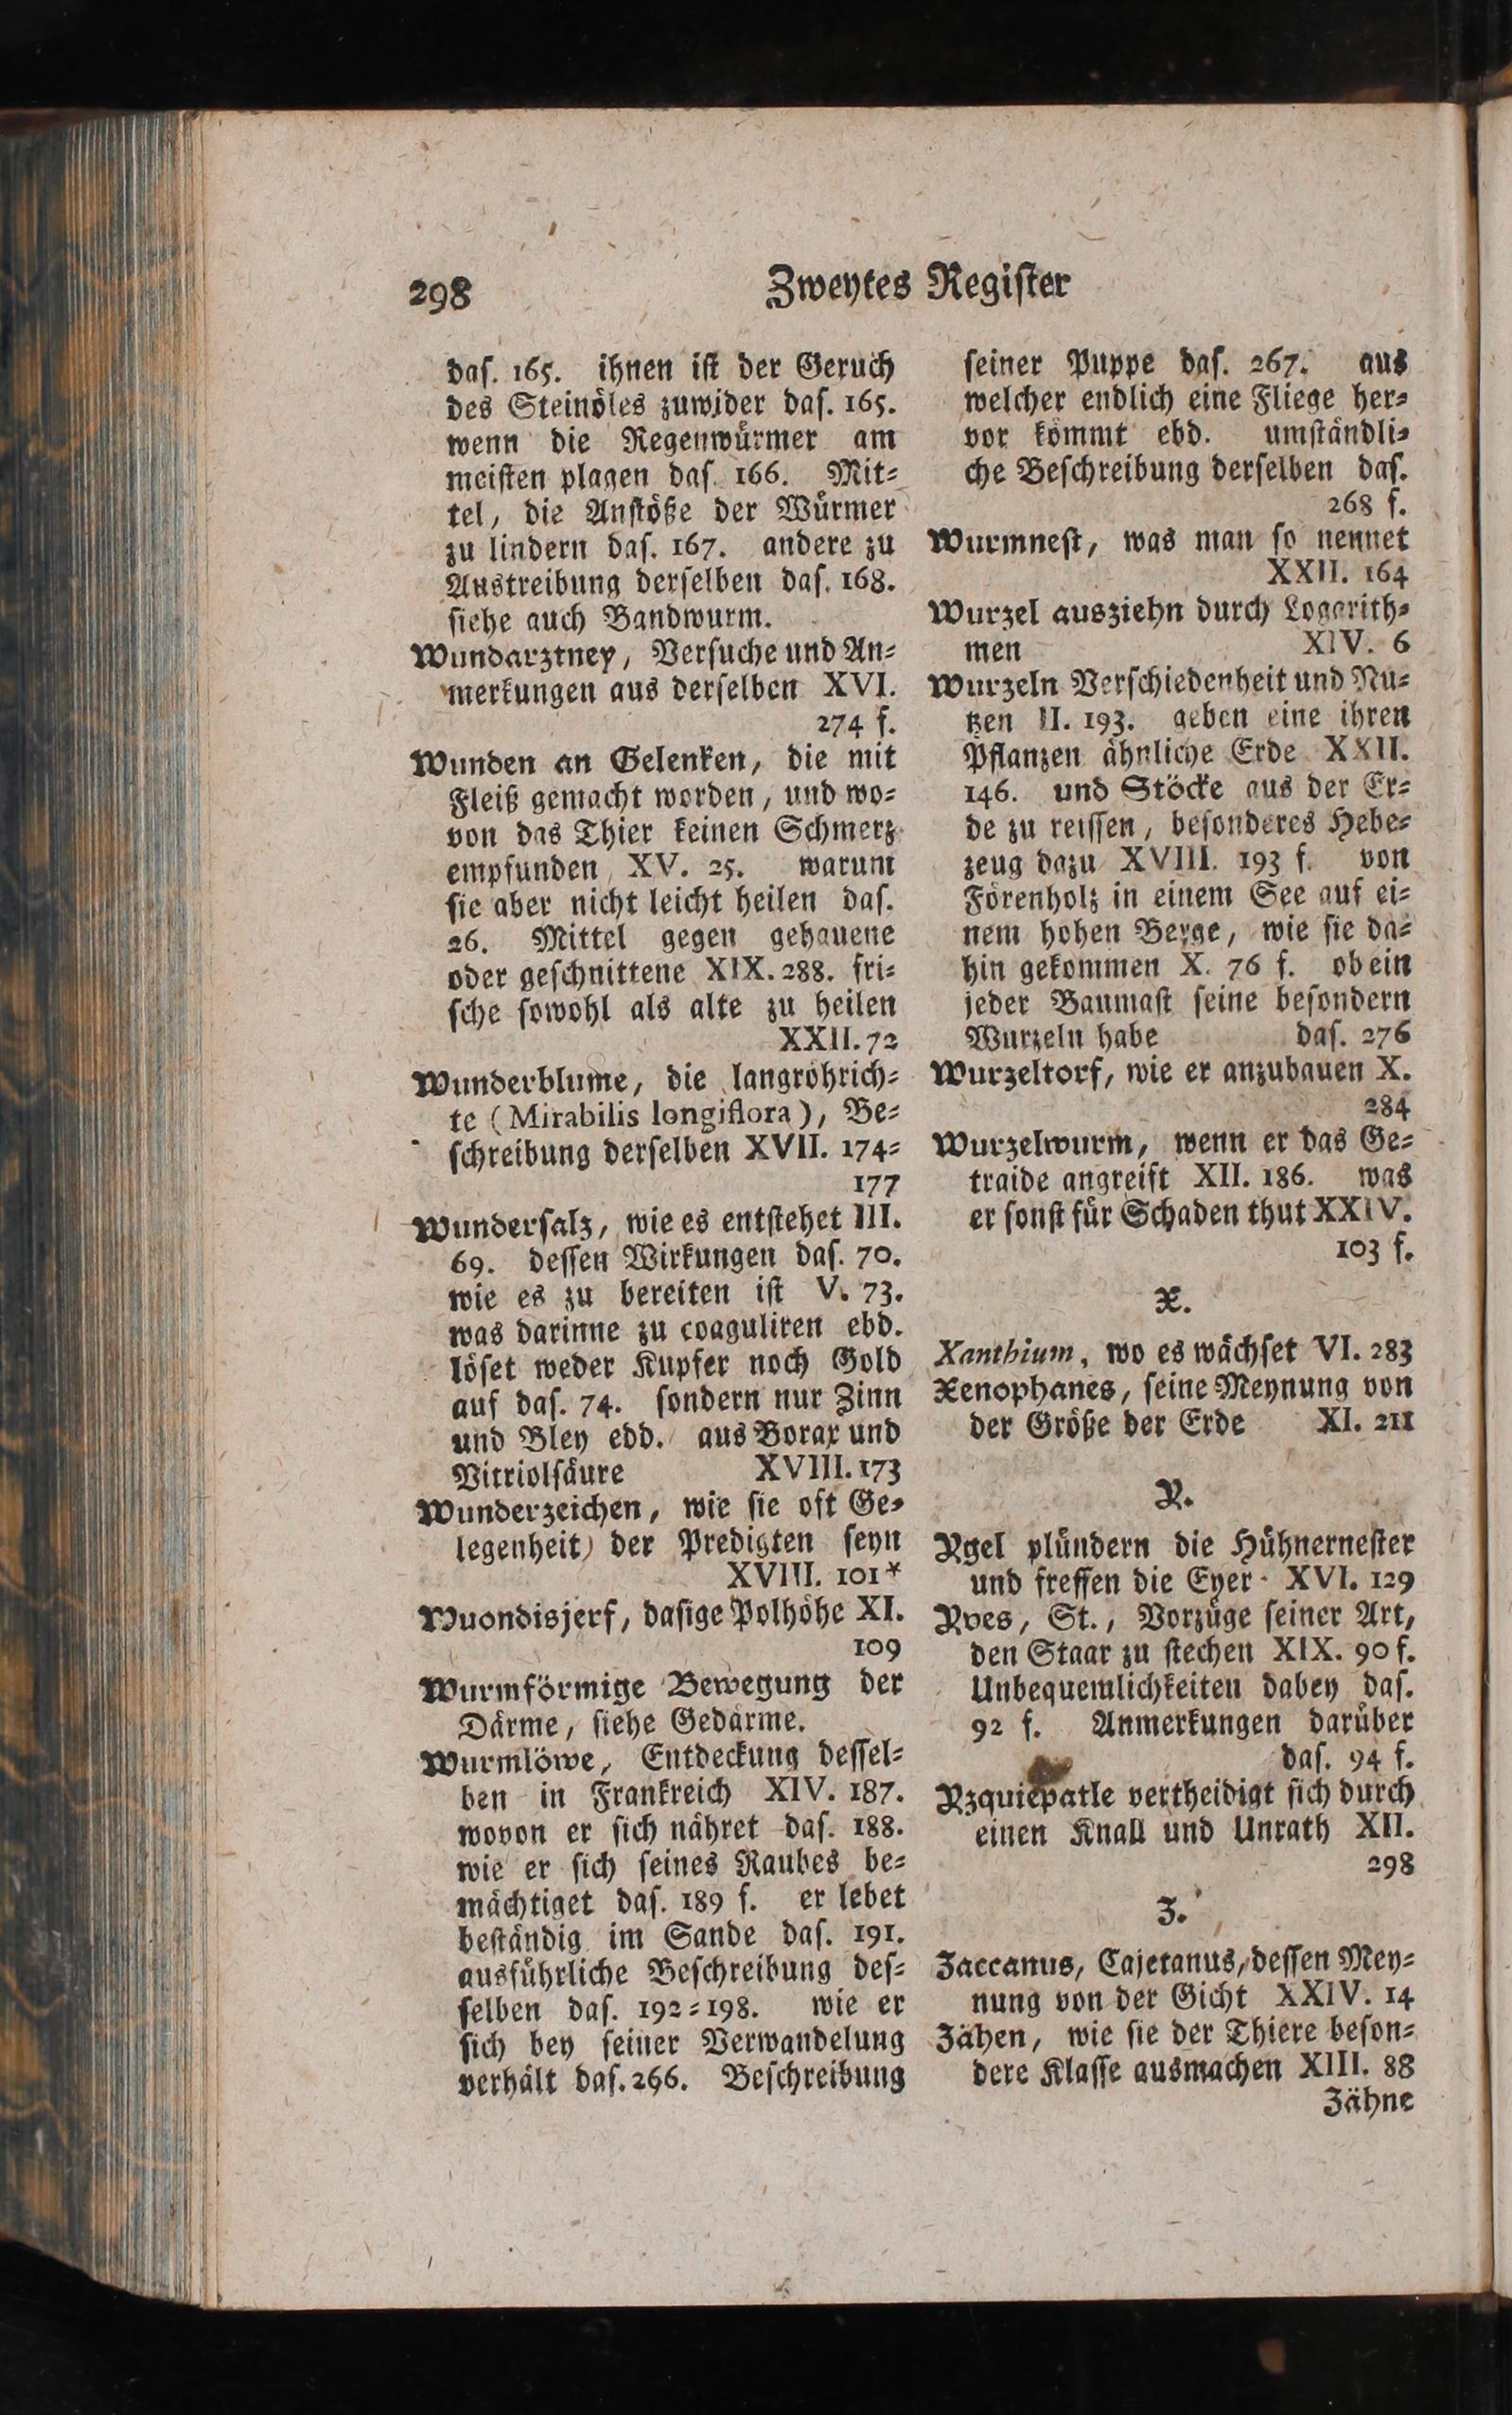 298
Zweytes Regiſter
daſ. 165. ihnen iſt der Geruch
des Steinöles zuwider daſ. 165.
wenn die Regenwürmer am
meiſten plagen daſ. 166. Mit⸗
tel, die Anſtöße der Würmer
zu lindern daſ. 167. andere zu
Austreibung derſelben daſ. 168.
ſiehe auch Bandwurm.
Wundarztney, Verſuche und An⸗
merkungen aus derſelben XVI.
274 f.
Wunden an Gelenken, die mit
Fleiß gemacht worden, und wo⸗
von das Thier keinen Schmerz
empfunden XV. 25. warum
ſie aber nicht leicht heilen daſ.
26. Mittel gegen gehauene
oder geſchnittene XIX. 288. fri⸗
ſche ſowohl als alte zu heilen
XXII. 72
Wunderblume, die langröhrich⸗
te (Mirabilis longiflora), Be⸗
ſchreibung derſelben XVII. 174⸗
177
Wunderſalz, wie es entſtehet III.
69. deſſen Wirkungen daſ. 70.
wie es zu bereiten iſt V. 73.
was darinne zu coaguliren ebd.
löſet weder Kupfer noch Gold
auf daſ. 74. ſondern nur Zinn
und Bley edd. aus Borax und
Vitriolſäure XVIII. 173
Wunderzeichen, wie ſie oft Ge⸗
legenheit der Predigten ſeyn
XVIII. 101*
Wuondisjerf, daſige Polhöhe XI.
109
Wurmförmige Bewegung der
Därme, ſiehe Gedärme.
Wurmlöwe, Entdeckung deſſel⸗
ben in Frankreich XIV. 187.
wovon er ſich nähret daſ. 188.
wie er ſich ſeines Raubes be⸗
mächtiget daſ. 189 f. er lebet
beſtändig im Sande daſ. 191.
ausführliche Beſchreibung deſ⸗
ſelben daſ. 192⸗198. wie er
ſich bey ſeiner Verwandelung
verhält daſ. 266. Beſchreibung
ſeiner Puppe daſ. 267. aus
welcher endlich eine Fliege her⸗
vor kömmt ebd. umſtändli⸗
che Beſchreibung derſelben daſ.
268 f.
Wurmneſt, was man ſo nennet
XXII. 164
Wurzel ausziehn durch Logarith⸗
men XIV. 6
Wurzeln Verſchiedenheit und Nu⸗
tzen II. 193. geben eine ihren
Pflanzen ähnliche Erde XXII.
146. und Stöcke aus der Er⸗
de zu reiſſen, beſonderes Hebe⸗
zeug dazu XVIII. 193 f. von
Förenholz in einem See auf ei⸗
nem hohen Berge, wie ſie da⸗
hin gekommen X. 76 f. ob ein
jeder Baumaſt ſeine beſondern
Wurzeln habe daſ. 276
Wurzeltorf, wie er anzubauen X.
284
Wurzelwurm, wenn er das Ge⸗
traide angreift XII. 186. was
er ſonſt für Schaden thut XXIV.
103 f.
X.
Xanthium, wo es wächſet VI. 283
Xenophanes, ſeine Meynung von
der Größe der Erde XI. 211
Y.
Ygel plündern die Hühnerneſter
und freſſen die Eyer XVI. 129
Yves, St., Vorzüge ſeiner Art,
den Staar zu ſtechen XIX. 90 f.
Unbequemlichkeiten dabey daſ.
92 f. Anmerkungen darüber
daſ. 94 f.
Yzquiepatle vertheidigt ſich durch
einen Knall und Unrath XII.
298
Z.
Zaccanus, Cajetanus, deſſen Mey⸗
nung von der Gicht XXIV. 14
Zähen, wie ſie der Thiere beſon⸗
dere Klaſſe ausmachen XIII. 88
Zähne